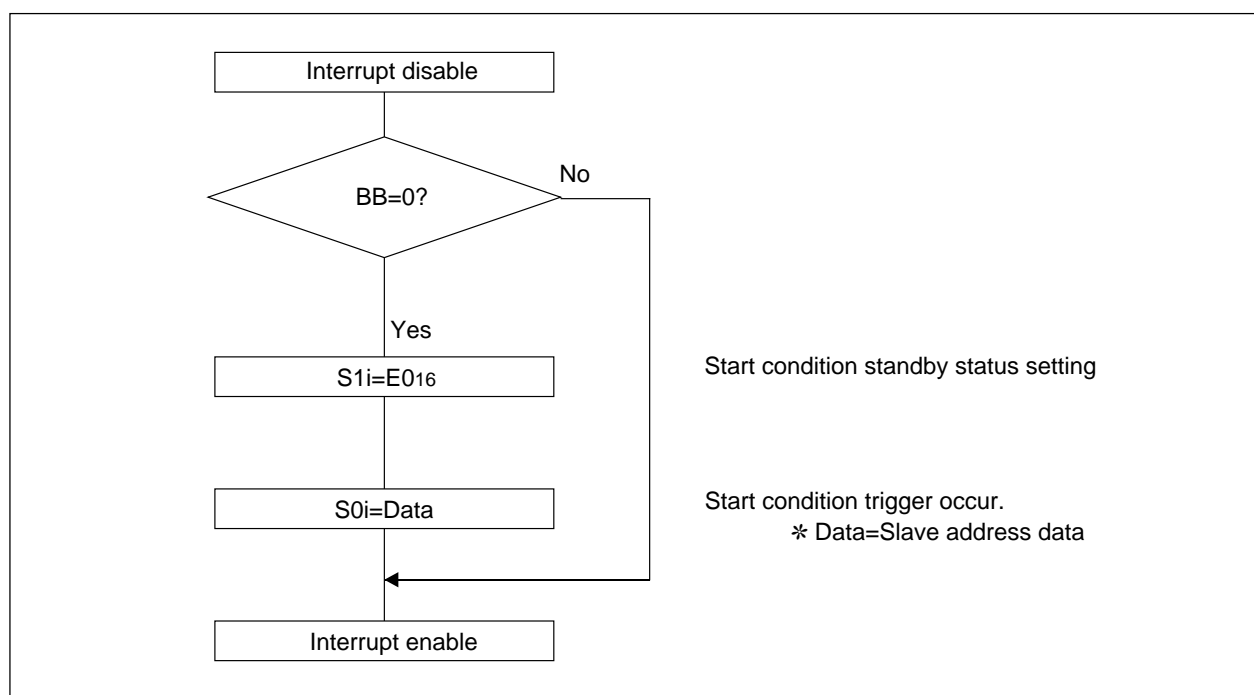 Interrupt disable
BB=0?
No
Yes
S1i=E016
Start condition standby status setting
S0i=Data
Start condition trigger occur.
＊ Data=Slave address data
Interrupt enable